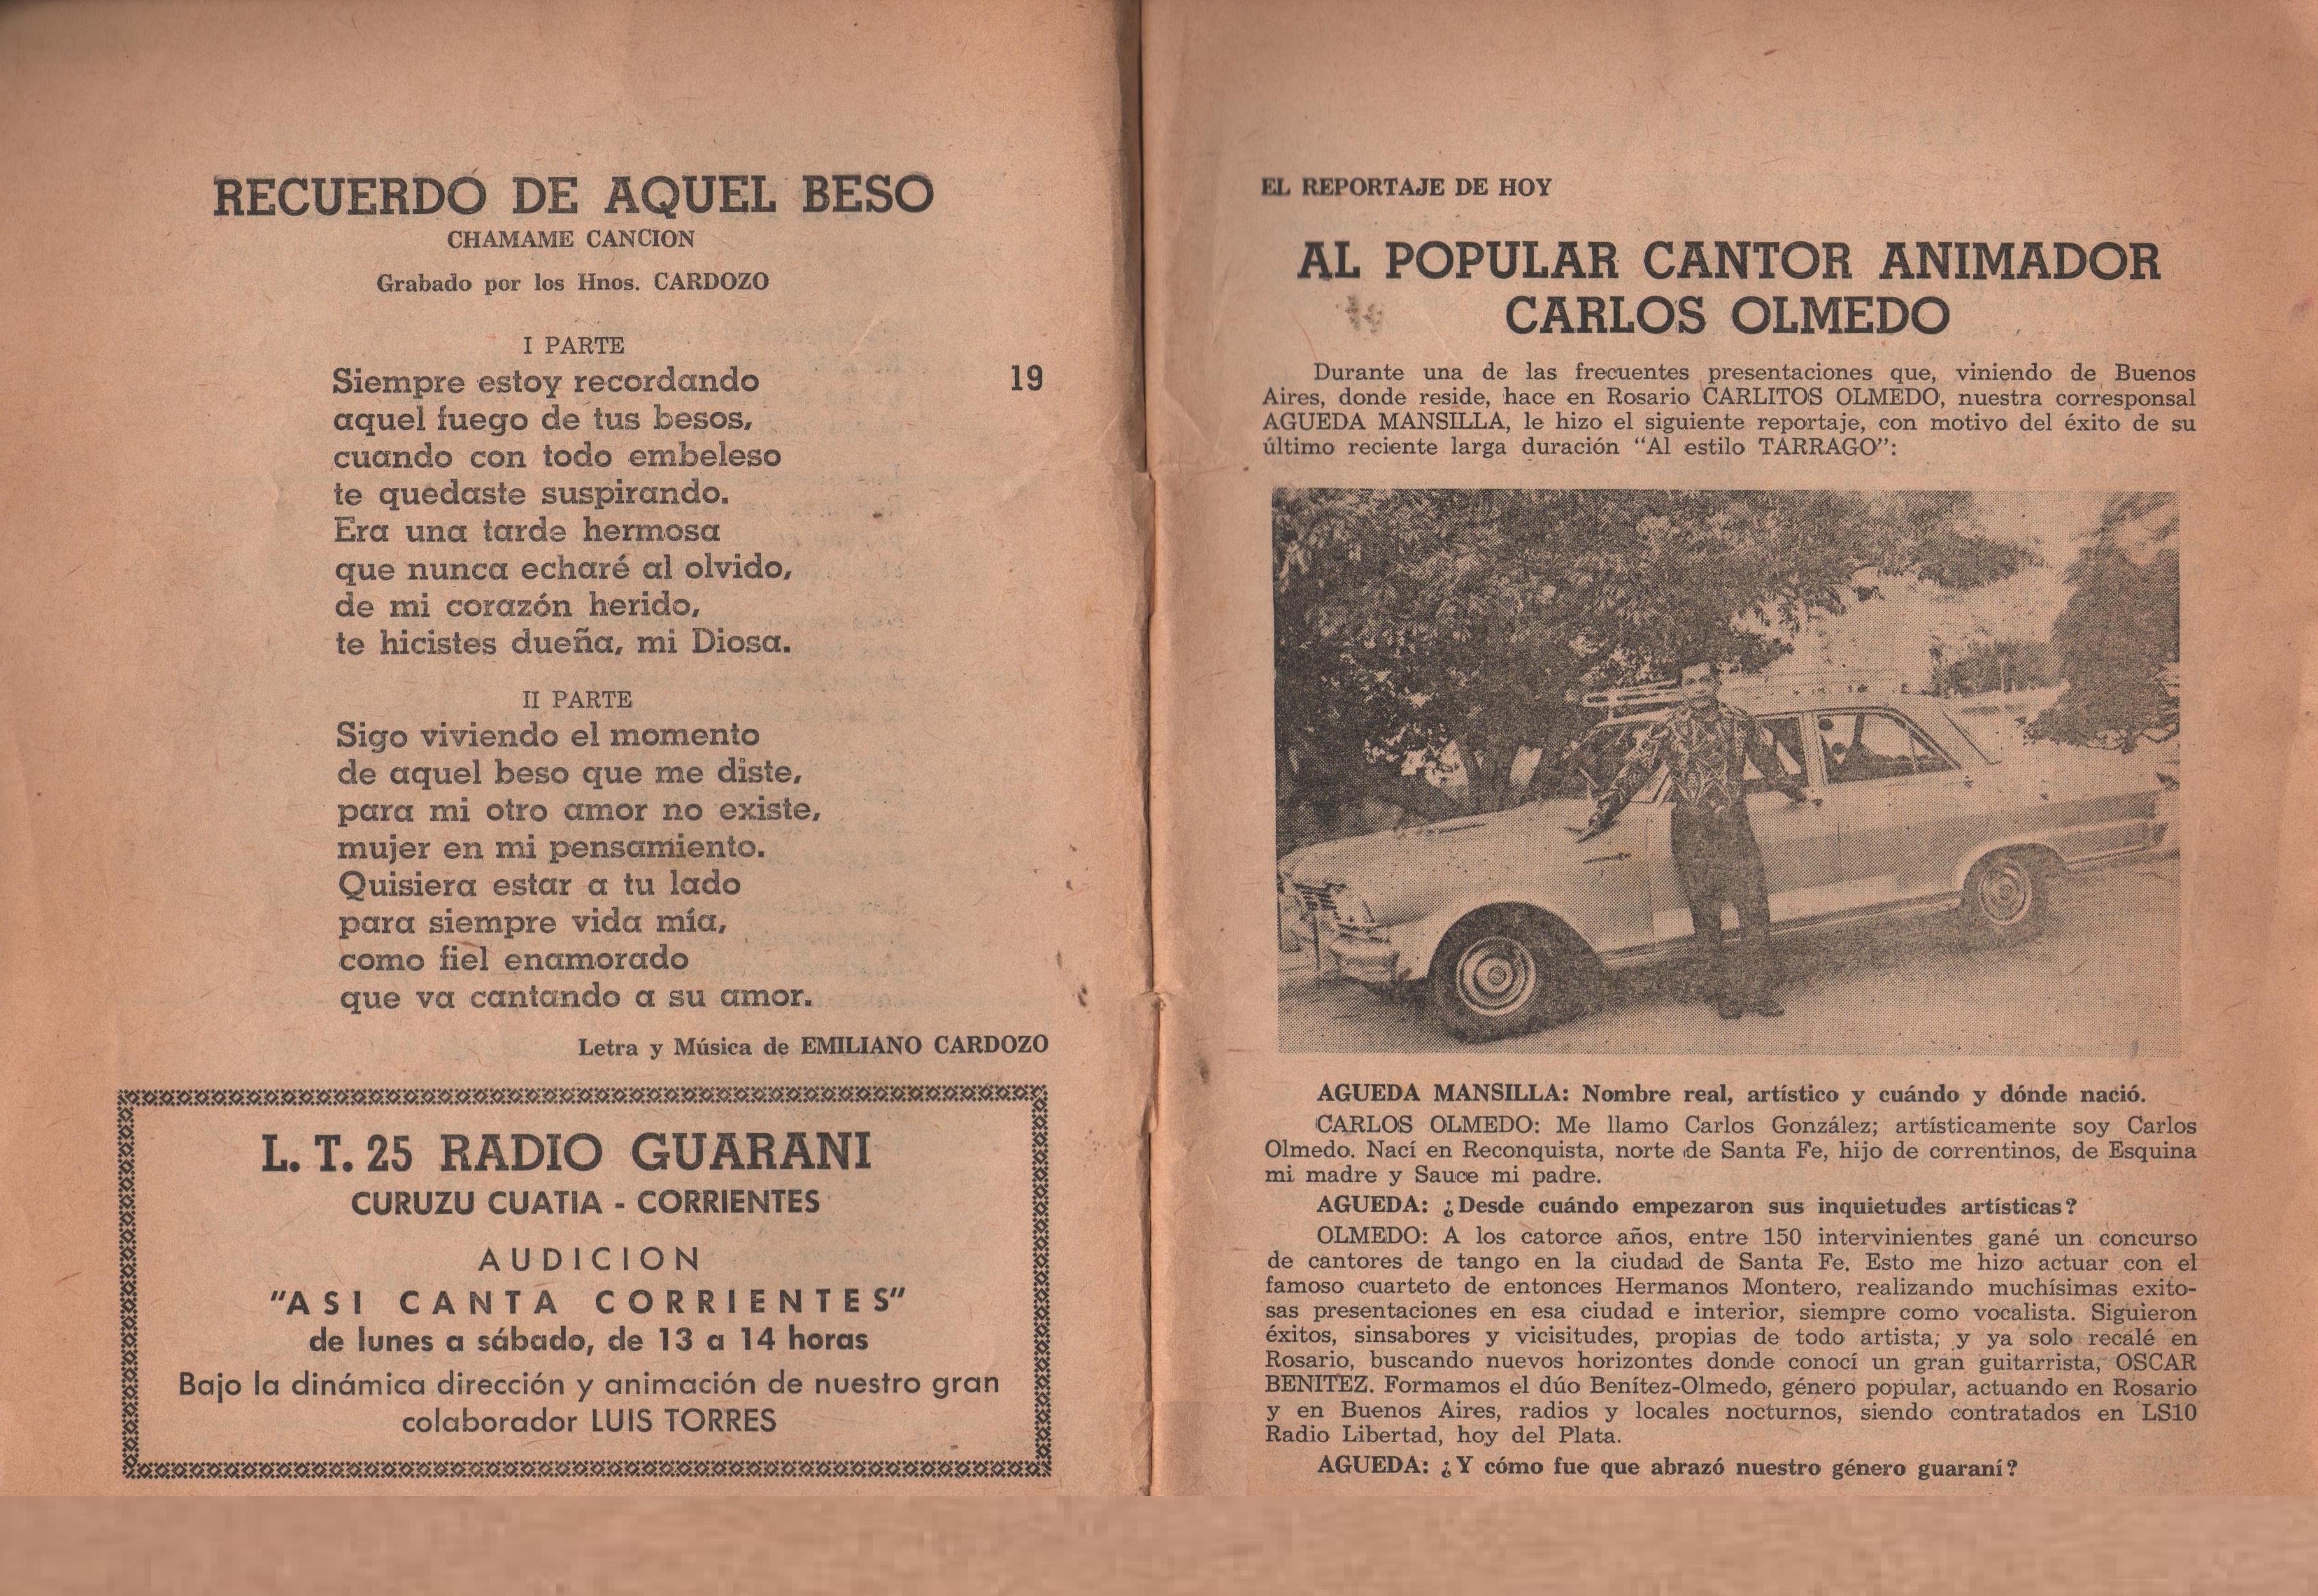 RECUERDO DE AQUEL BESO
CHAMAME CANCION
Grabado por los Hnos. CARDOZO
I PARTE
Siempre estoy recordando
19
aquel fuego de tus besos,
cuando con todo embeleso
te quedaste suspirando.
Era una tarde hermosa
que nunca echaré al olvido,
de mi corazón herido,
te hicistes dueña, mi Diosa.
II PARTE
Sigo viviendo el momento
de aquel beso que me diste,
para mi otro amor no existe,
mujer en mi pensamiento.
Quisiera estar a tu lado
para siempre vida mía,
como fiel enamorado
que va cantando a su amor.
Letra y Música de EMILIANO CARDOZO
L. T. 25 RADIO GUARANI
CURUZU CUATIA - CORRIENTES
AUDICION
"ASI CANTA CORRIENTES"
de lunes a sábado, de 13 a 14 horas
Bajo la dinámica dirección y animación de nuestro gran
colaborador LUIS TORRES
EL REPORTAJE DE HOY
AL POPULAR CANTOR ANIMADOR
CARLOS OLMEDO
Durante una de las frecuentes presentaciones que, viniendo de Buenos
Aires, donde reside, hace en Rosario CARLITOS OLMEDO, nuestra corresponsal
AGUEDA MANSILLA, le hizo el siguiente reportaje, con motivo del éxito de su
último reciente larga duración "Al estilo TARRAGO":
AGUEDA MANSILLA: Nombre real, artístico y cuándo y dónde nació.
CARLOS OLMEDO: Me llamo Carlos González; artísticamente soy Carlos
Olmedo. Nací en Reconquista, norte de Santa Fe, hijo de correntinos, de Esquina
mi madre y Sauce mi padre.
AGUEDA: ¿Desde cuándo empezaron sus inquietudes artísticas?
OLMEDO: A los catorce años, entre 150 intervinientes gané un concurso
de cantores de tango en la ciudad de Santa Fe. Esto me hizo actuar con el
famoso cuarteto de entonces Hermanos Montero, realizando muchísimas exito-
sas presentaciones en esa ciudad e interior, siempre como vocalista. Siguieron
éxitos, sinsabores y vicisitudes, propias de todo artista; y ya solo recalé en
Rosario, buscando nuevos horizontes donde conocí un gran guitarrista, OSCAR
BENITEZ. Formamos el dúo Benítez-Olmedo, género popular, actuando en Rosario
y en Buenos Aires, radios y locales nocturnos, siendo contratados en LS10
Radio Libertad, hoy del Plata.
AGUEDA: ¿Y cómo fue que abrazó nuestro género guaraní?